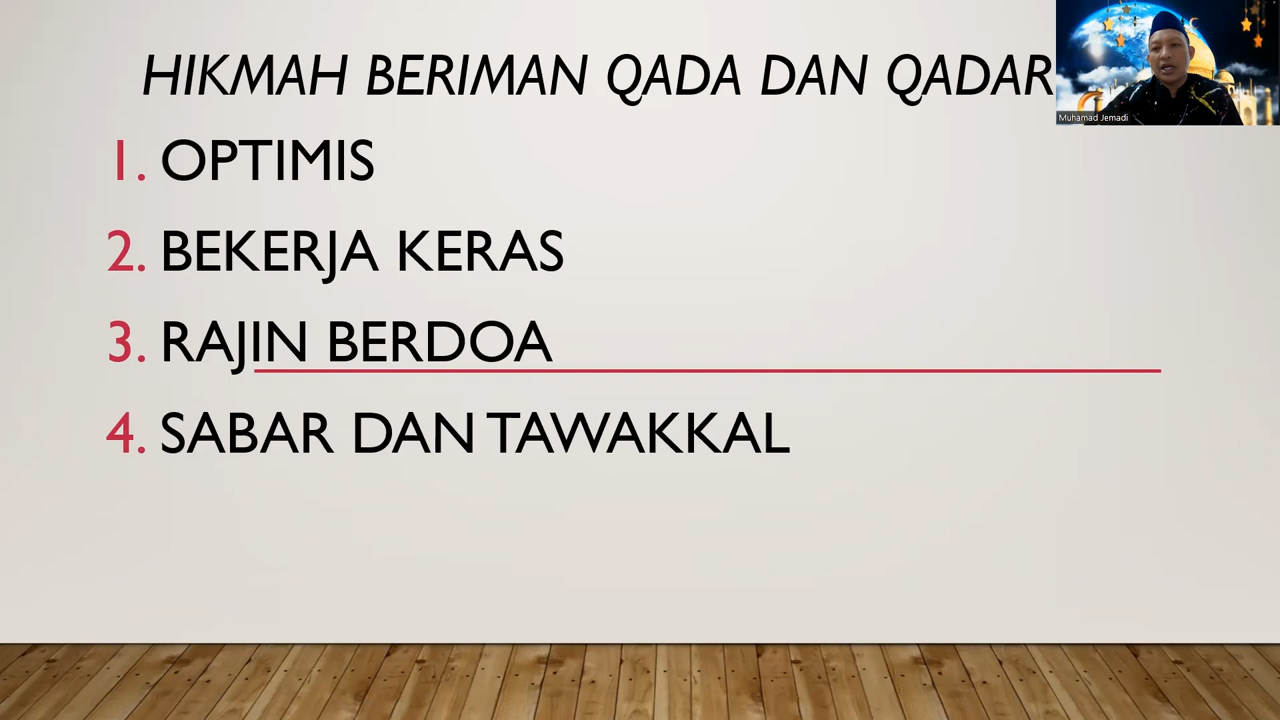 HIKMAH BERIMAN QADA DAN QADAR
1. OPTIMIS
2. BEKERJA KERAS
3. RAJIN BERDOA
4. SABAR DAN TAWAKKAL
Muhamad Jemadi